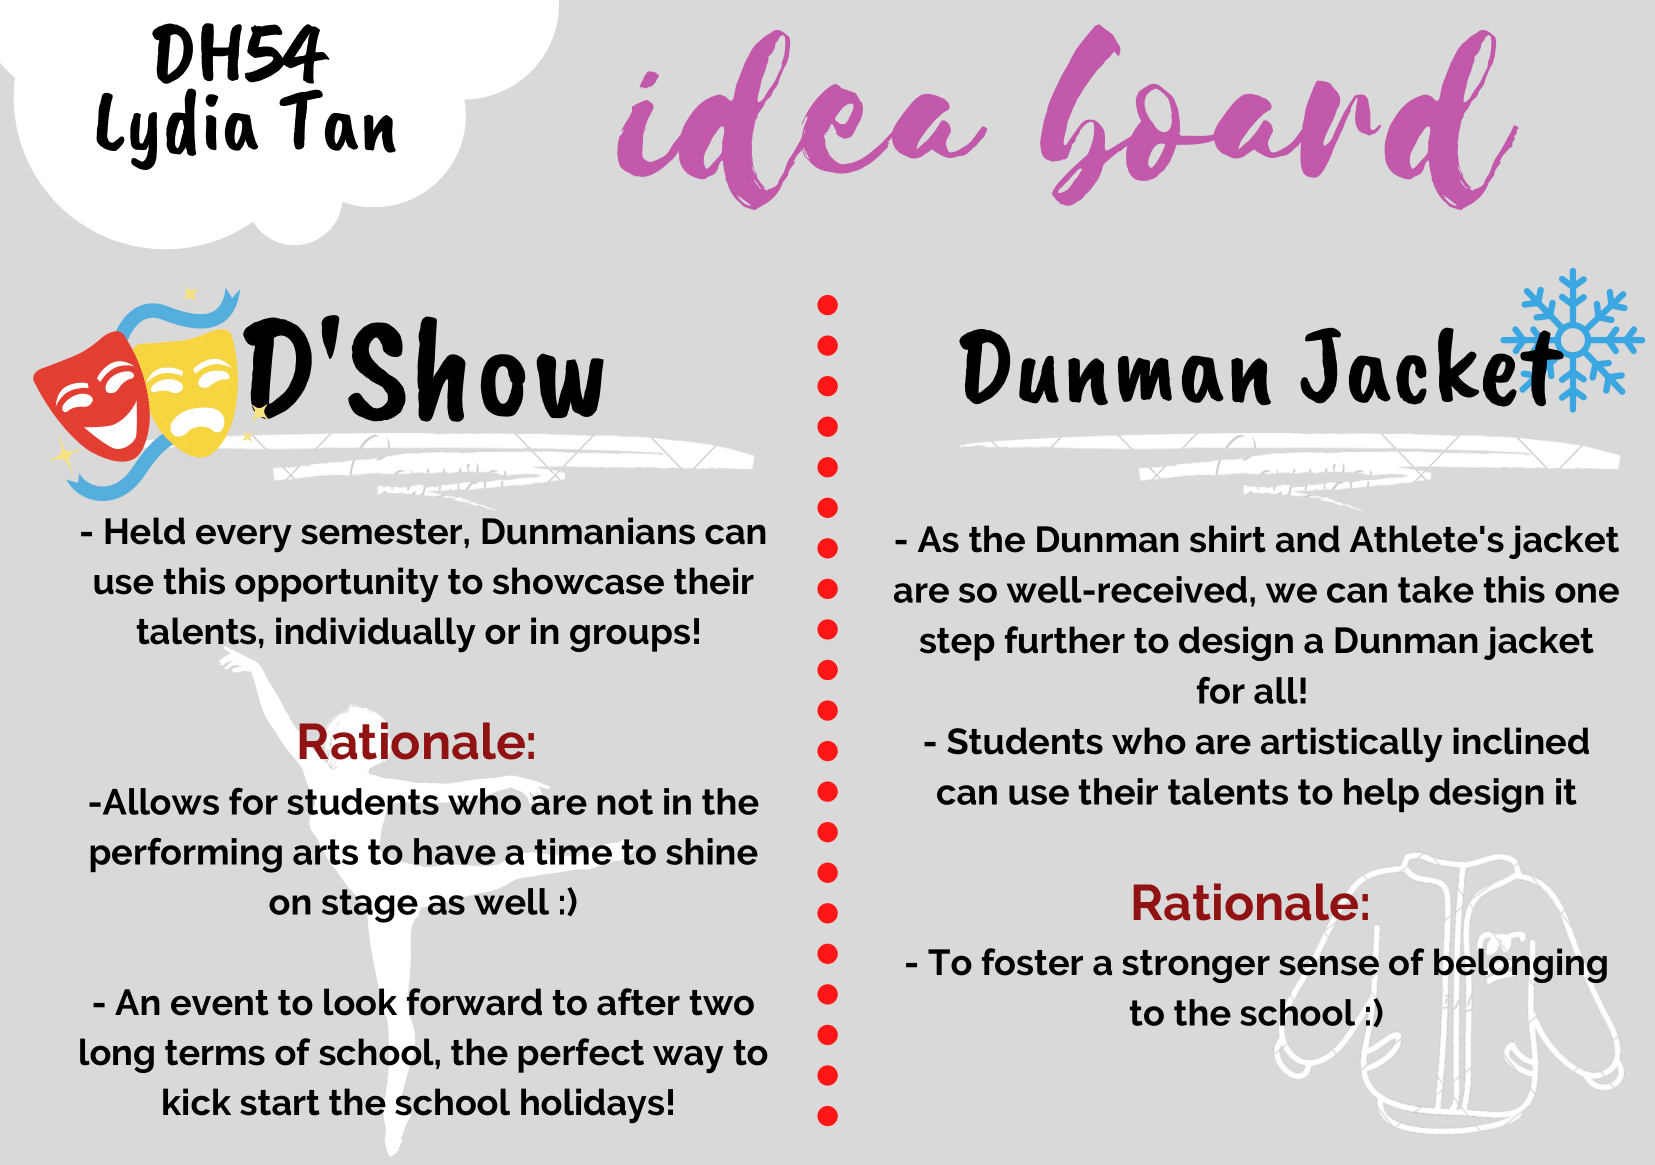 DH54
Lydia Tan
idea board
D'Show
- Held every semester, Dunmanians can
use this opportunity to showcase their
talents, individually or in groups!
Rationale:
-Allows for students who are not in the
performing arts to have a time to shine
on stage as well :)
- An event to look forward to after two
long terms of school, the perfect way to
kick start the school holidays!
Dunman Jacket
- As the Dunman shirt and Athlete's jacket
are so well-received, we can take this one
step further to design a Dunman jacket
for all!
- Students who are artistically inclined
can use their talents to help design it
Rationale:
- To foster a stronger sense of belonging
to the school :)